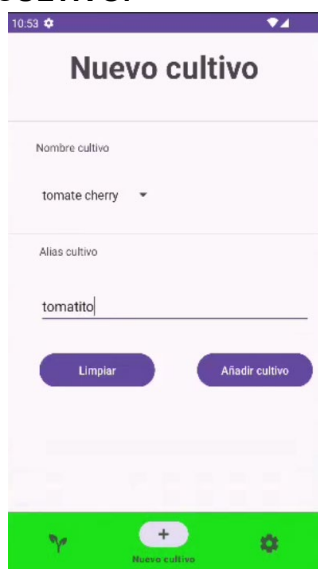 10:53
Nuevo cultivo
Nombre cultivo
tomate cherry
Alias cultivo
tomatito
Limpiar
Añadir cultivo
Nuevo cultivo